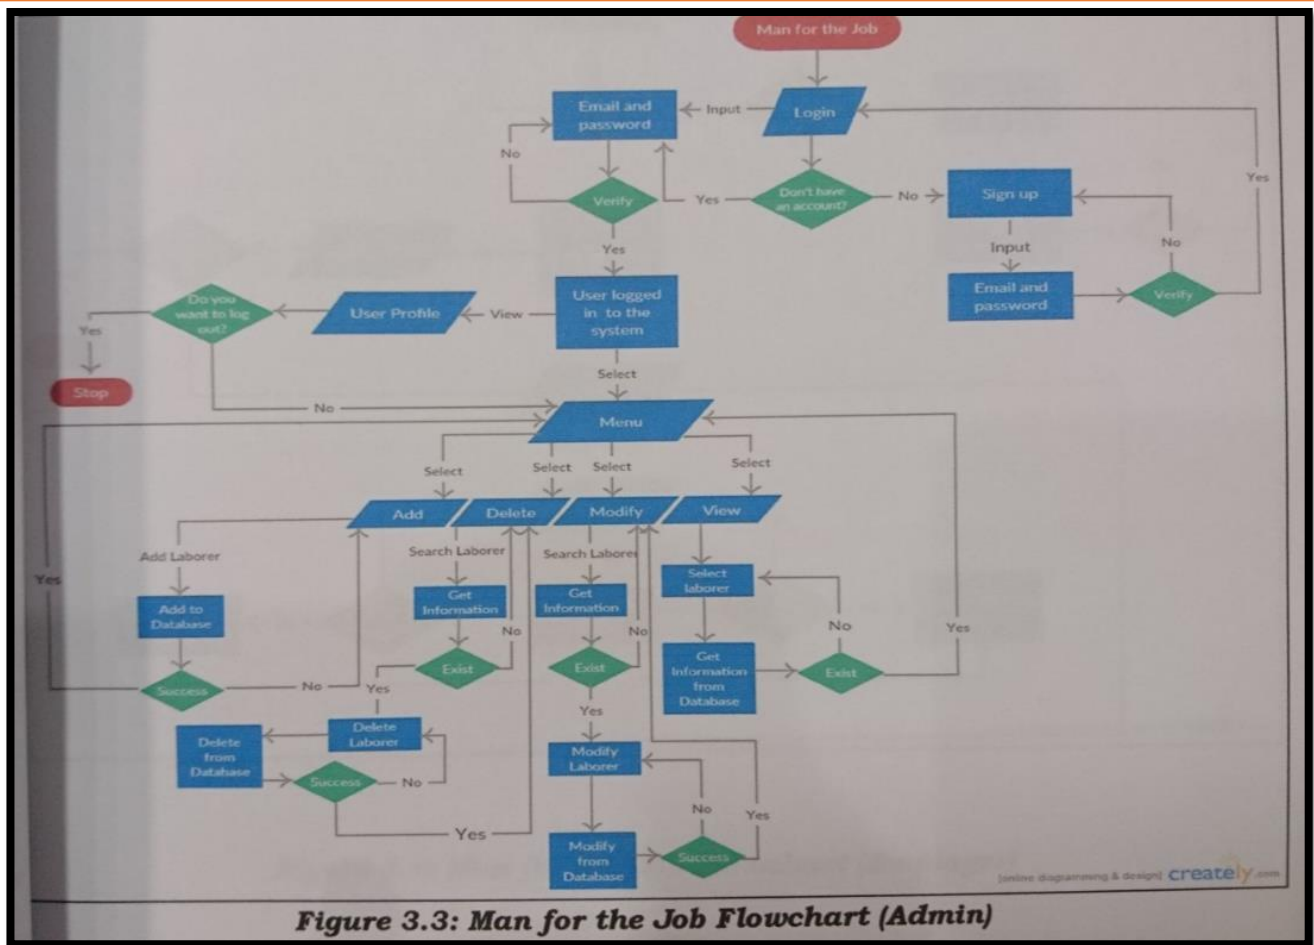 Man for the Job
Email and
password
Input
Login
No
Yes
Verify
Yes
Don't have
an account?
No
Sign up
Yes
Input
No
Do you
want to log
out?
User Profile
View
User logged
in to the
system
Email and
password
Verify
Yes
Stop
Select
No
Menu
Select
Select
Select
Select
Add
Delete
Modify
View
Add Laborer
Search Laborer
Search Laborer
Yes
Add to
Database
Get
Information
Get
Information
Select
laborer
No
No
No
Yes
Success
No
Exist
Exist
Get
Information
from
Database
Exist
Yes
Yes
Delete
from
Database
Delete
Laborer
Modify
Laborer
Success
No
No
Yes
Yes
Modify
from
Database
Success
[online diagramming & design] creately.com
Figure 3.3: Man for the Job Flowchart (Admin)